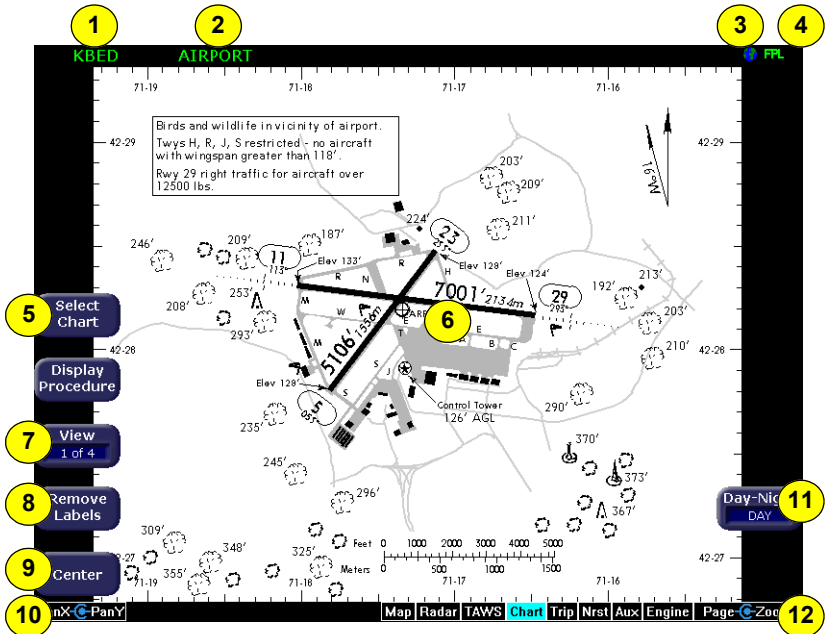 1
2
3
4
KBED
AIRPORT
FPL
71-19
71-18
71-17
71-16
42-29
42-29
Birds and wildlife in vicinity of airport.
Twys H, R, J, S restricted - no aircraft
with wingspan greater than 118'.
Rwy 29 right traffic for aircraft over
12500 lbs.
203'
209'
211'
M°91
224'
187'
209'
246'
11
113°
Elev 133'
23
233°
Elev 128'
R
N
R
H
Elev 124'
7001' 2134m
29
293°
213'
192'
208'
253'
293'
203'
210'
5
Select
Chart
M
W
M
6
E
ARP
T
E
A
B
C
5106' 1556m
42-28
42-28
Display
Procedure
Elev 128'
5
053°
S
S
J
Control Tower
126' AGL
290'
235'
7
View
1 of 4
245'
370'
373'
367'
8
Remove
Labels
296'
11
DAY
309'
348'
355'
325'
Feet 0 1000 2000 3000 4000 5000
Meters 0 500 1000 1500
42-27
42-27
9
Center
71-19
71-18
71-17
71-16
10
PanY
Map
Radar
TAWS
Chart
Trip
Nrst
Aux
Engine
Page
12